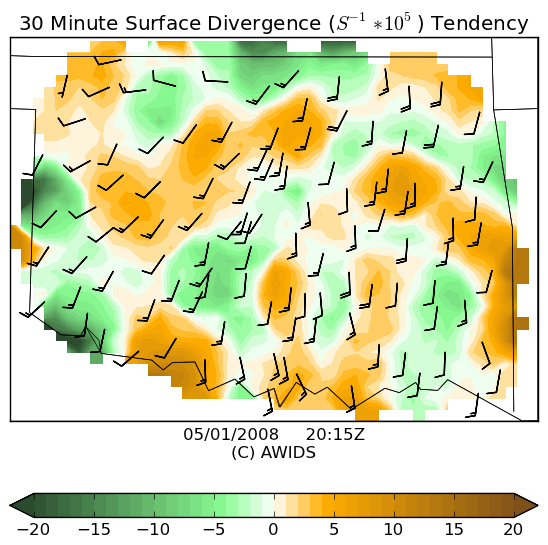 30 Minute Surface Divergence (S⁻¹ *10⁵ ) Tendency
05/01/2008 20:15Z
(C) AWIDS
−20 −15 −10 −5 0 5 10 15 20